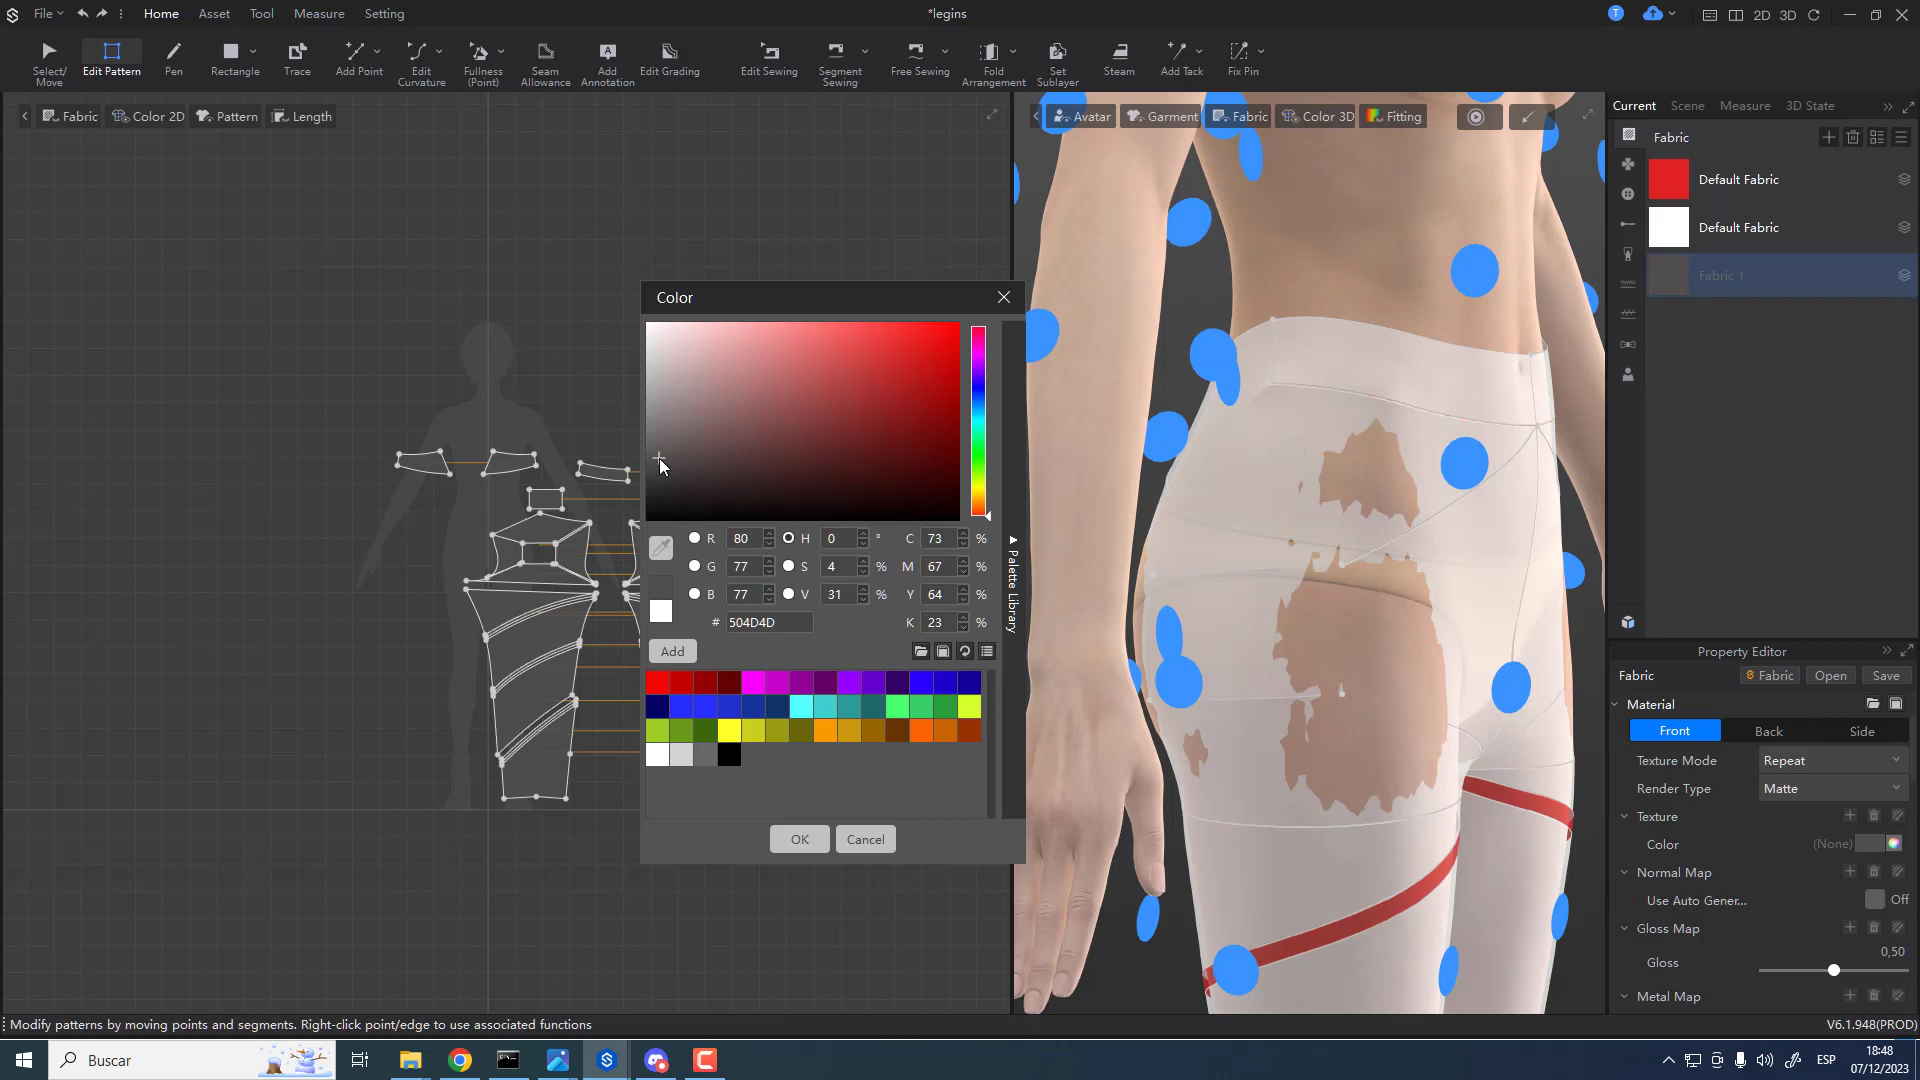 File
Home
Asset
Tool
Measure
Setting
*legins
T
2D
3D
Select/
Move
Edit Pattern
Pen
Rectangle
Trace
Add Point
Edit
Curvature
Fullness
(Point)
Seam
Allowance
Add
Annotation
Edit Grading
Edit Sewing
Segment
Sewing
Free Sewing
Fold
Arrangement
Set
Sublayer
Steam
Add Tack
Fix Pin
Fabric
Color 2D
Pattern
Length
Avatar
Garment
Fabric
Color 3D
Fitting
Current
Scene
Measure
3D State
Fabric
Default Fabric
Default Fabric
Fabric 1
Color
R 80
H 0 °
C 73 %
G 77
S 4 %
M 67 %
B 77
V 31 %
Y 64 %
# 504D4D
K 23 %
Palette Library
Add
OK
Cancel
Property Editor
Fabric
Fabric
Open
Save
Material
Front
Back
Side
Texture Mode
Repeat
Render Type
Matte
Texture
Color
(None)
Normal Map
Use Auto Gener...
Off
Gloss Map
0,50
Gloss
Metal Map
Modify patterns by moving points and segments. Right-click point/edge to use associated functions
V6.1.948(PROD)
Buscar
ESP
18:48
07/12/2023